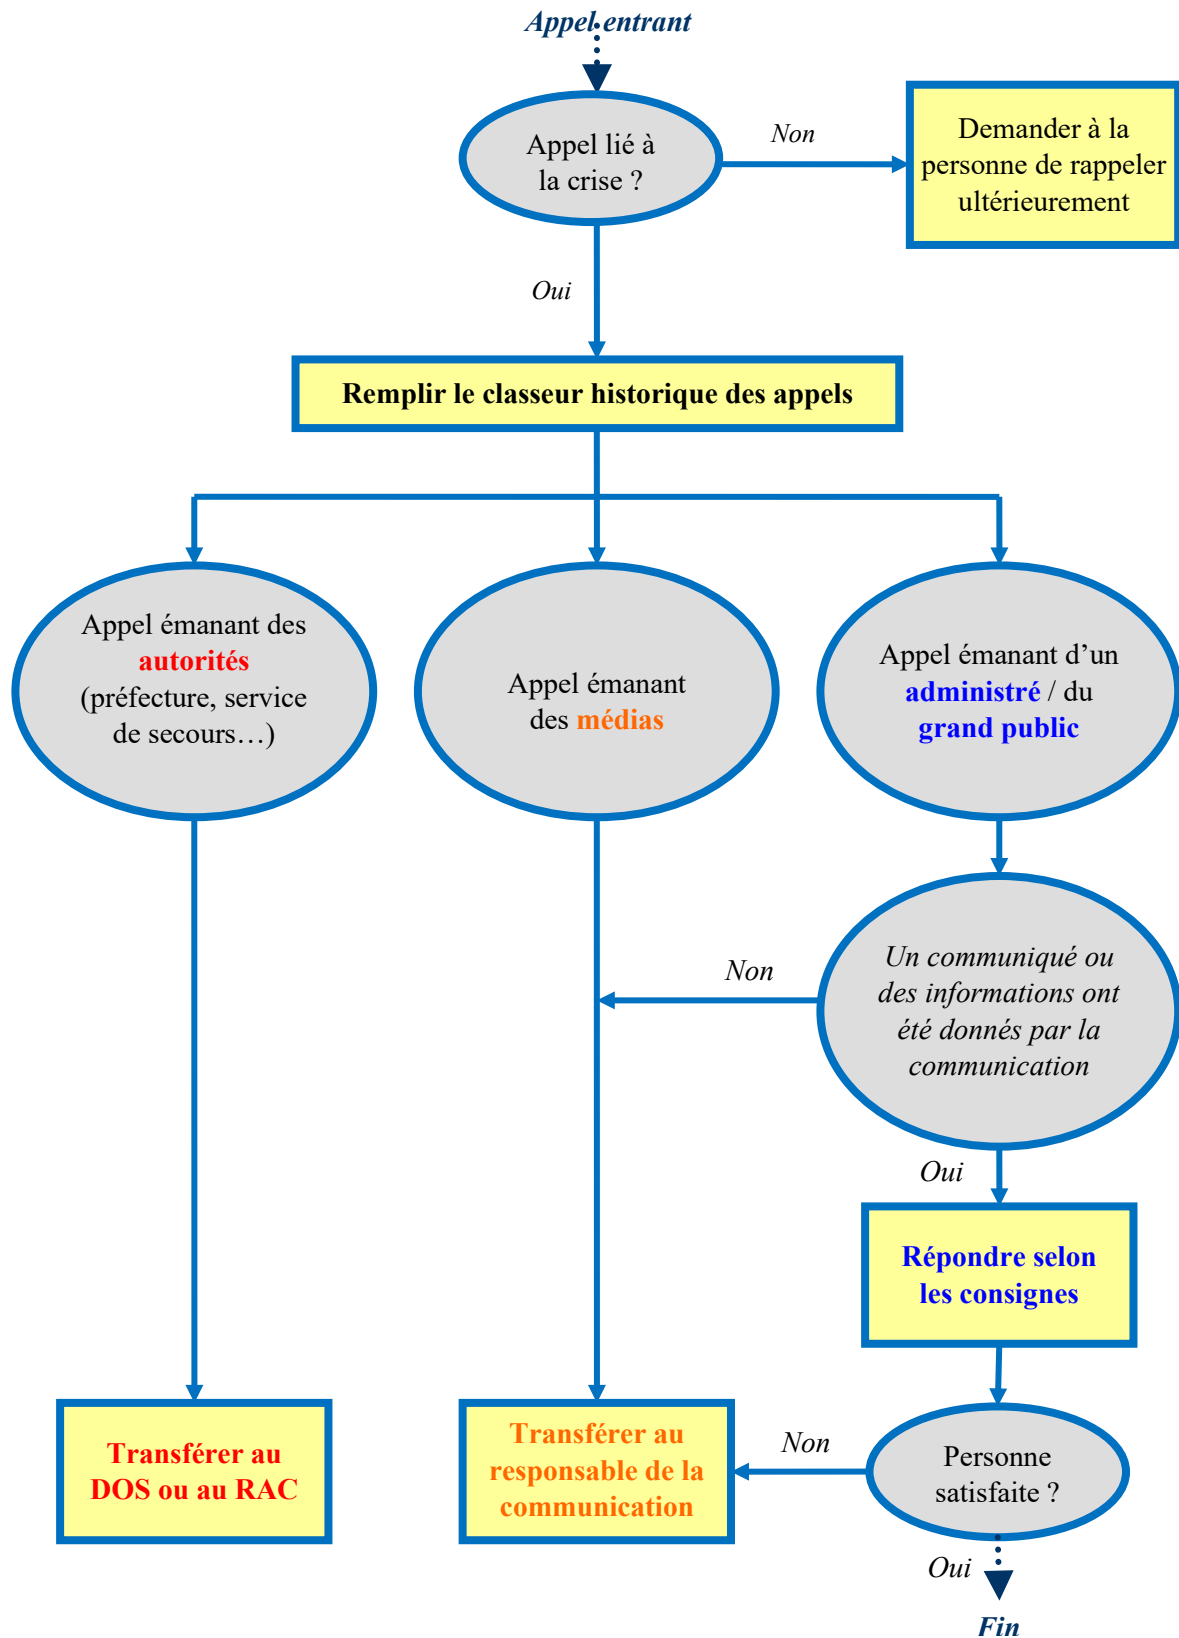 Appel entrant
Appel lié à
la crise ?
Non
Demander à la
personne de rappeler
ultérieurement
Oui
Remplir le classeur historique des appels
Appel émanant des
autorités
(préfecture, service
de secours…)
Appel émanant
des médias
Appel émanant d’un
administré / du
grand public
Un communiqué ou
des informations ont
été donnés par la
communication
Non
Oui
Répondre selon
les consignes
Transférer au
DOS ou au RAC
Transférer au
responsable de la
communication
Non
Personne
satisfaite ?
Oui
Fin